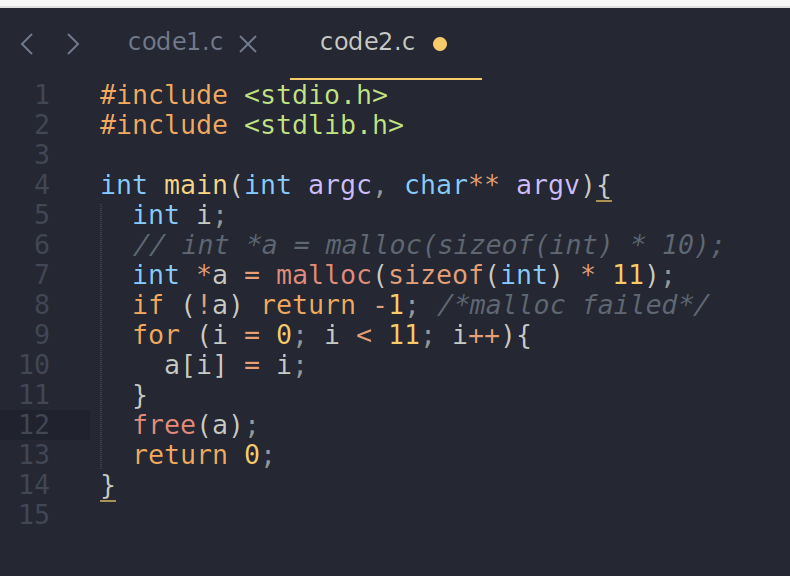 code1.c code2.c
1 #include <stdio.h>
2 #include <stdlib.h>
3
4 int main(int argc, char** argv){
5   int i;
6   // int *a = malloc(sizeof(int) * 10);
7   int *a = malloc(sizeof(int) * 11);
8   if (!a) return -1; /*malloc failed*/
9   for (i = 0; i < 11; i++){
10     a[i] = i;
11   }
12   free(a);
13   return 0;
14 }
15